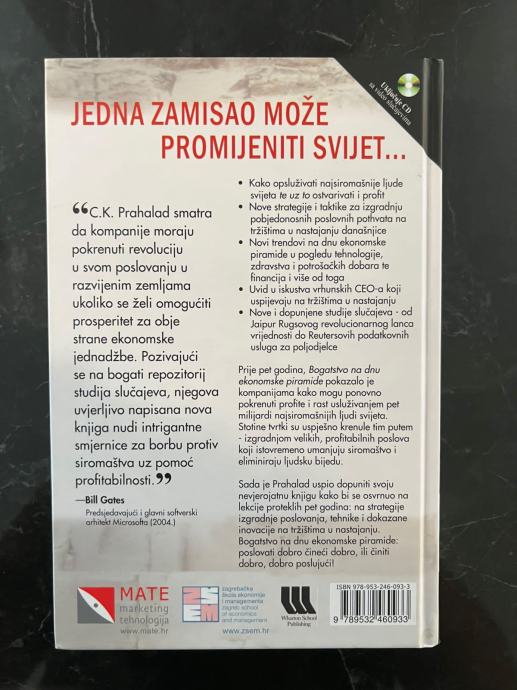 Uključuje CD
sa video slučajevima
JEDNA ZAMISAO MOŽE
PROMIJENITI SVIJET...
“C.K. Prahalad smatra
da kompanije moraju
pokrenuti revoluciju
u svom poslovanju u
razvijenim zemljama
ukoliko se želi omogućiti
prosperitet za obje
strane ekonomske
jednadžbe. Pozivajući
se na bogati repozitorij
studija slučajeva, njegova
uvjerljivo napisana nova
knjiga nudi intrigantne
smjernice za borbu protiv
siromaštva uz pomoć
profitabilnosti.”
—Bill Gates
Predsjedavajući i glavni softverski
arhitekt Microsofta (2004.)
• Kako opsluživati najsiromašnije ljude
svijeta te uz to ostvarivati i profit
• Nove strategije i taktike za izgradnju
pobjedonosnih poslovnih pothvata na
tržištima u nastajanju današnjice
• Novi trendovi na dnu ekonomske
piramide u pogledu tehnologije,
zdravstva i potrošačkih dobara te
financija i više od toga
• Uvid u iskustva vrhunskih CEO-a koji
uspijevaju na tržištima u nastajanju
• Nove i dopunjene studije slučajeva - od
Jaipur Rugsovog revolucionarnog lanca
vrijednosti do Reutersovih podatkovnih
usluga za poljodjelce
Prije pet godina, Bogatstvo na dnu
ekonomske piramide pokazalo je
kompanijama kako mogu ponovno
pokrenuti profite i rast usluživanjem pet
milijardi najsiromašnijih ljudi svijeta.
Stotine tvrtki su uspješno krenule tim putem
- izgradnjom velikih, profitabilnih poslova
koji istovremeno umanjuju siromaštvo i
eliminiraju ljudsku bijedu.
Sada je Prahalad uspio dopuniti svoju
nevjerojatnu knjigu kako bi se osvrnuo na
lekcije proteklih pet godina: na strategije
izgradnje poslovanja, tehnike i dokazane
inovacije na tržištima u nastajanju.
Bogatstvo na dnu ekonomske piramide:
poslovati dobro čineći dobro, ili činiti
dobro, dobro poslujući!
MATE
marketing
tehnologija
www.mate.hr
ZSEM
zagrebačka
škola ekonomije
i managementa
zagreb school
of economics
and management
www.zsem.hr
Wharton School
Publishing
ISBN 978-953-246-093-3
9 789532 460933